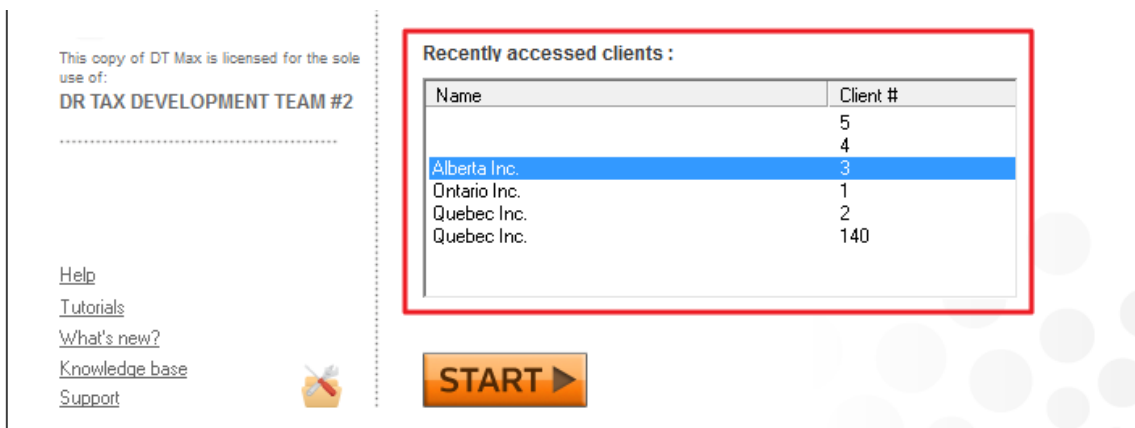 This copy of DT Max is licensed for the sole
use of:
DR TAX DEVELOPMENT TEAM #2
Help
Tutorials
What's new?
Knowledge base
Support
Recently accessed clients :
Name Client #
5
4
Alberta Inc. 3
Ontario Inc. 1
Quebec Inc. 2
Quebec Inc. 140
START